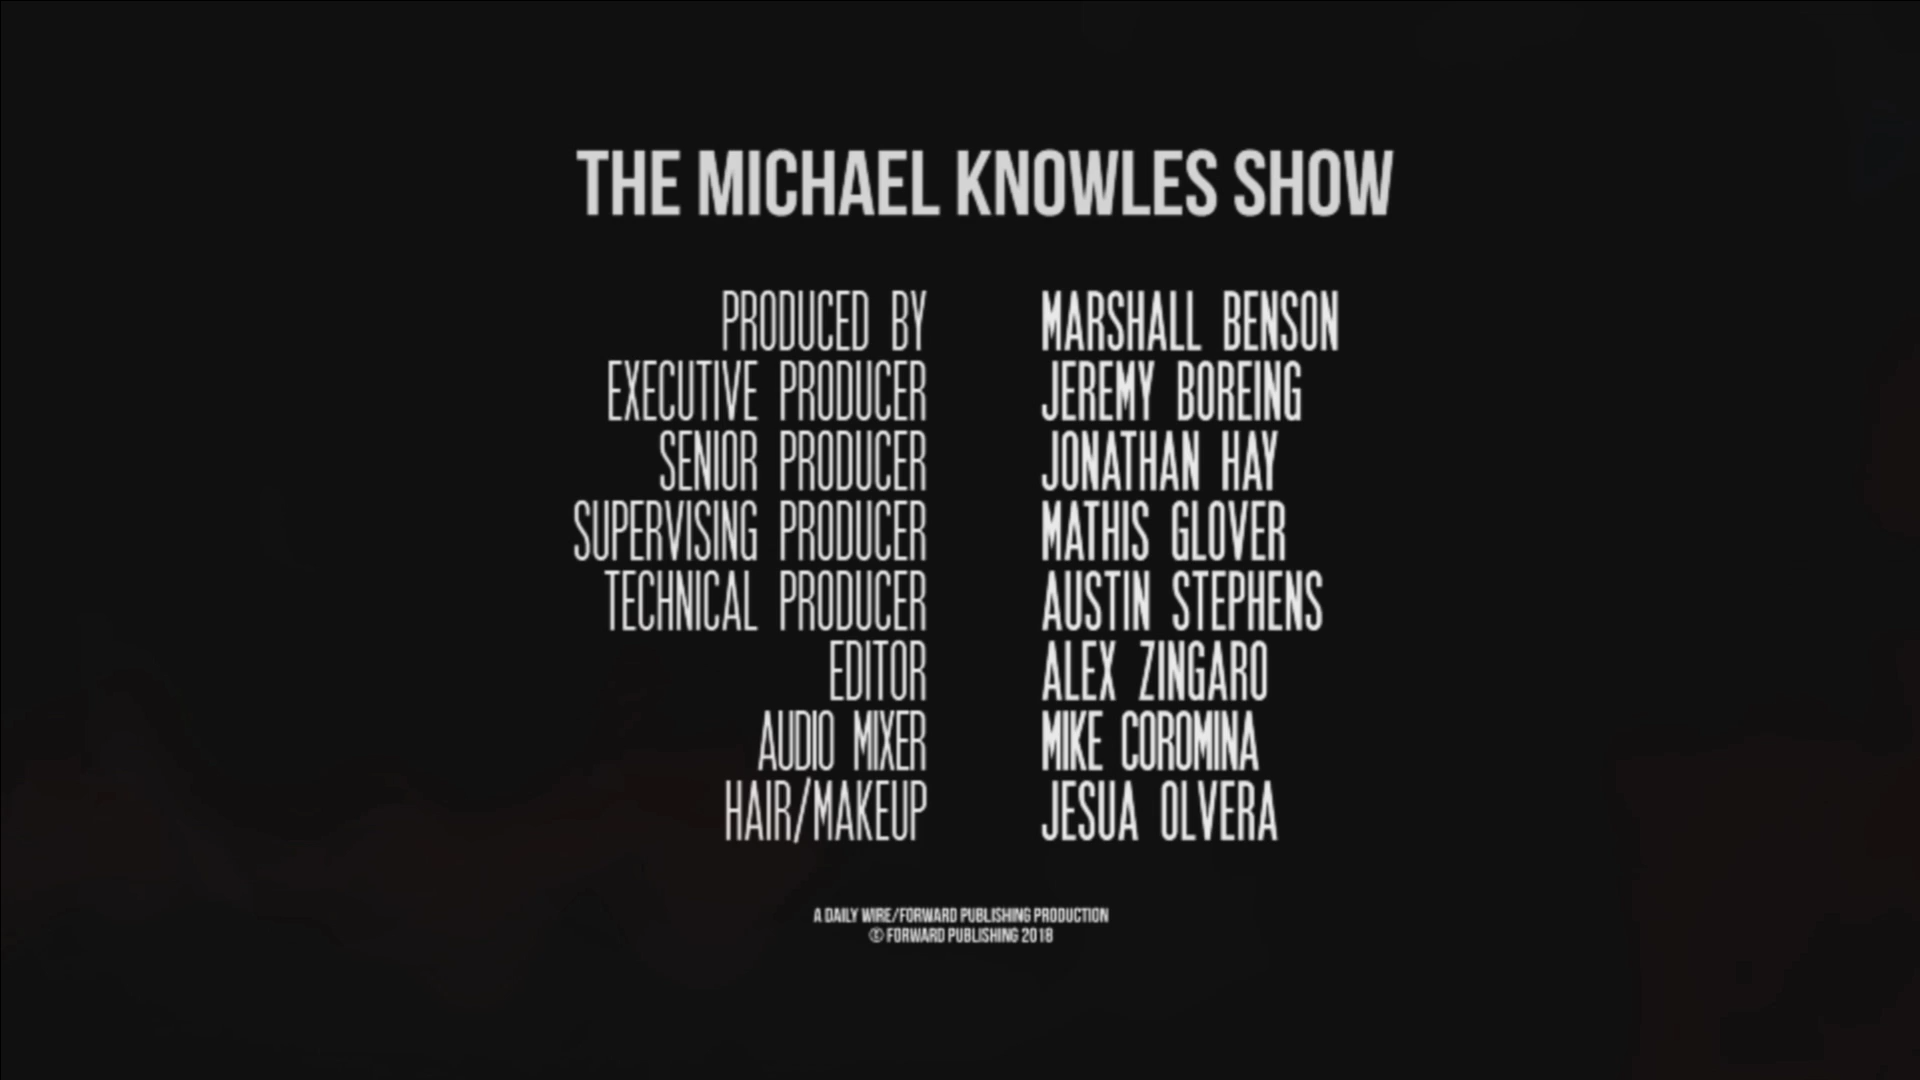 THE MICHAEL KNOWLES SHOW
PRODUCED BY MARSHALL BENSON
EXECUTIVE PRODUCER JEREMY BOREING
SENIOR PRODUCER JONATHAN HAY
SUPERVISING PRODUCER MATHIS GLOVER
TECHNICAL PRODUCER AUSTIN STEPHENS
EDITOR ALEX ZINGARO
AUDIO MIXER MIKE COROMINA
HAIR/MAKEUP JESUA OLVERA
A DAILY WIRE/FORWARD PUBLISHING PRODUCTION
© FORWARD PUBLISHING 2018